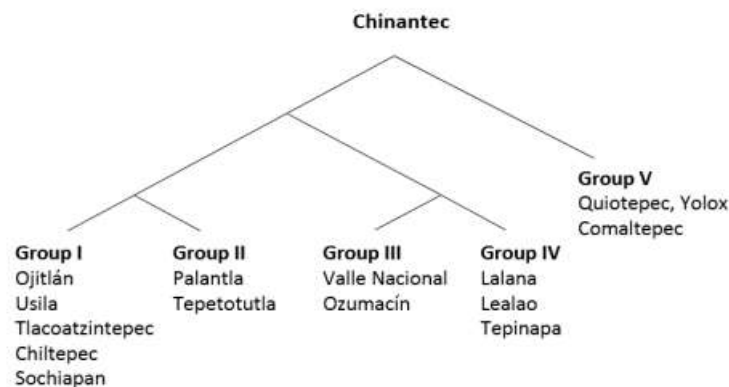 Chinantec
Group V
Quiotepec, Yolox
Comaltepec
Group I
Ojitlán
Usila
Tlacoatzintepec
Chiltepec
Sochiapan
Group II
Palantla
Tepetotutla
Group III
Valle Nacional
Ozumacín
Group IV
Lalana
Lealao
Tepinapa